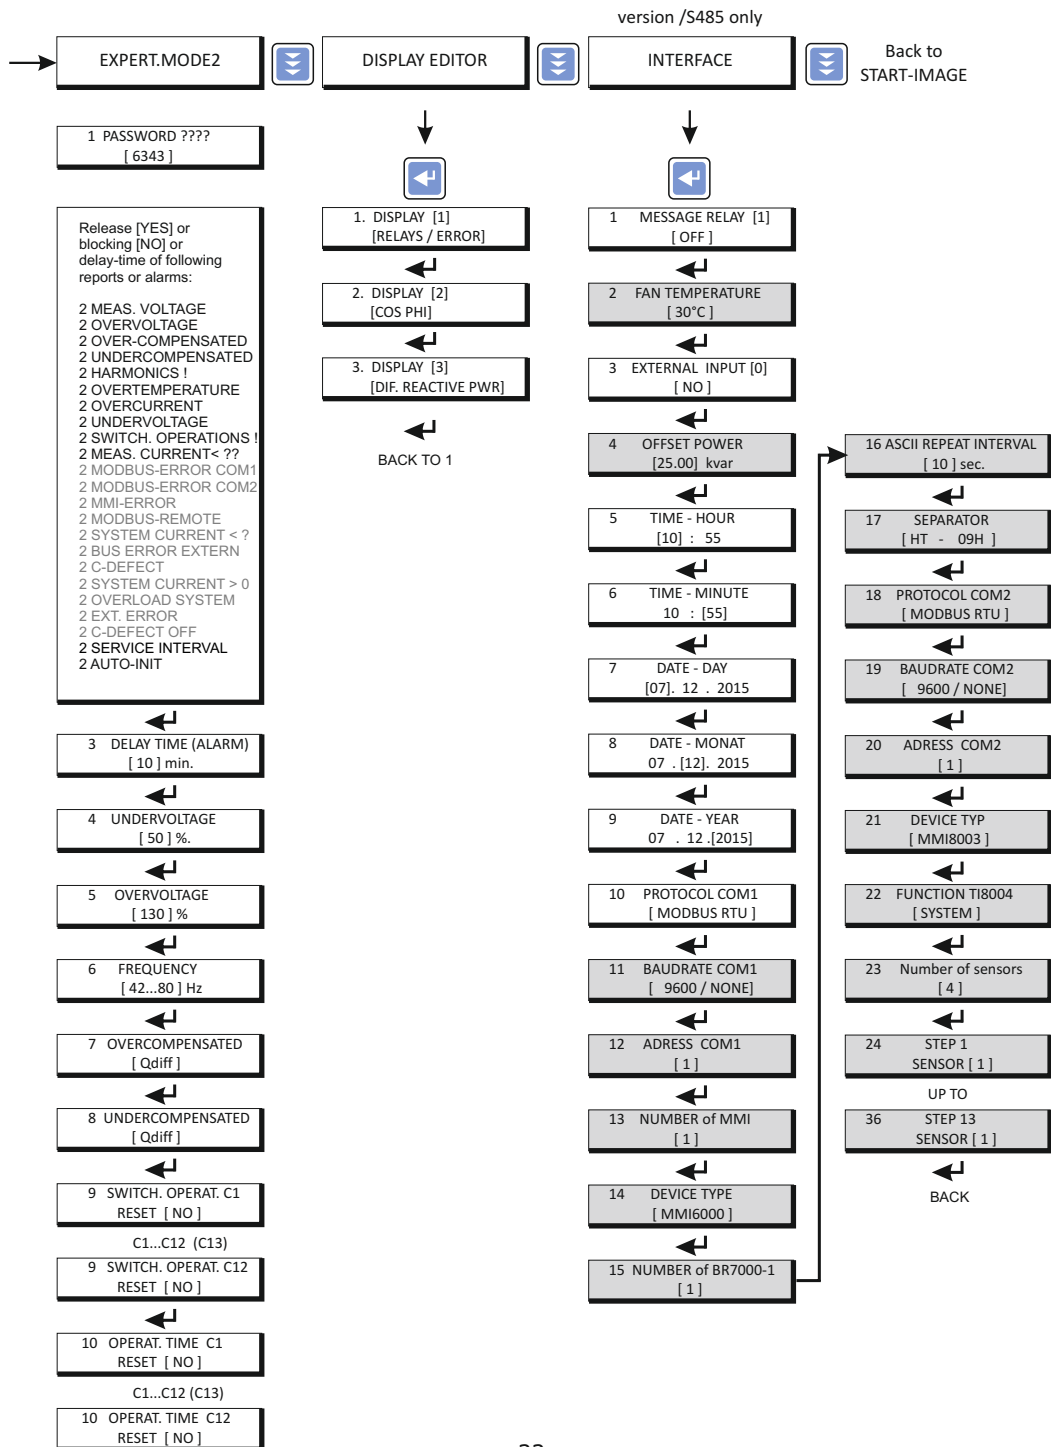 version /S485 only
EXPERT.MODE2
DISPLAY EDITOR
INTERFACE
Back to
START-IMAGE
1 PASSWORD ????
[ 6343 ]
Release [YES] or
blocking [NO] or
delay-time of following
reports or alarms:
2 MEAS. VOLTAGE
2 OVERVOLTAGE
2 OVER-COMPENSATED
2 UNDERCOMPENSATED
2 HARMONICS !
2 OVERTEMPERATURE
2 OVERCURRENT
2 UNDERVOLTAGE
2 SWITCH. OPERATIONS !
2 MEAS. CURRENT< ??
2 MODBUS-ERROR COM1
2 MODBUS-ERROR COM2
2 MMI-ERROR
2 MODBUS-REMOTE
2 SYSTEM CURRENT < ?
2 BUS ERROR EXTERN
2 C-DEFECT
2 SYSTEM CURRENT > 0
2 OVERLOAD SYSTEM
2 EXT. ERROR
2 C-DEFECT OFF
2 SERVICE INTERVAL
2 AUTO-INIT
3 DELAY TIME (ALARM)
[ 10 ] min.
4 UNDERVOLTAGE
[ 50 ] %.
5 OVERVOLTAGE
[ 130 ] %
6 FREQUENCY
[ 42...80 ] Hz
7 OVERCOMPENSATED
[ Qdiff ]
8 UNDERCOMPENSATED
[ Qdiff ]
9 SWITCH. OPERAT. C1
RESET [ NO ]
C1...C12 (C13)
9 SWITCH. OPERAT. C12
RESET [ NO ]
10 OPERAT. TIME C1
RESET [ NO ]
C1...C12 (C13)
10 OPERAT. TIME C12
RESET [ NO ]
1. DISPLAY [1]
[RELAYS / ERROR]
2. DISPLAY [2]
[COS PHI]
3. DISPLAY [3]
[DIF. REACTIVE PWR]
BACK TO 1
1 MESSAGE RELAY [1]
[ OFF ]
2 FAN TEMPERATURE
[ 30°C ]
3 EXTERNAL INPUT [0]
[ NO ]
4 OFFSET POWER
[25.00] kvar
5 TIME - HOUR
[10] : 55
6 TIME - MINUTE
10 : [55]
7 DATE - DAY
[07]. 12 . 2015
8 DATE - MONAT
07 . [12]. 2015
9 DATE - YEAR
07 . 12 .[2015]
10 PROTOCOL COM1
[ MODBUS RTU ]
11 BAUDRATE COM1
[ 9600 / NONE]
12 ADRESS COM1
[ 1 ]
13 NUMBER of MMI
[ 1 ]
14 DEVICE TYPE
[ MMI6000 ]
15 NUMBER of BR7000-1
[ 1 ]
16 ASCII REPEAT INTERVAL
[ 10 ] sec.
17 SEPARATOR
[ HT - 09H ]
18 PROTOCOL COM2
[ MODBUS RTU ]
19 BAUDRATE COM2
[ 9600 / NONE]
20 ADRESS COM2
[ 1 ]
21 DEVICE TYP
[ MMI8003 ]
22 FUNCTION TI8004
[ SYSTEM ]
23 Number of sensors
[ 4 ]
24 STEP 1
SENSOR [ 1 ]
UP TO
36 STEP 13
SENSOR [ 1 ]
BACK